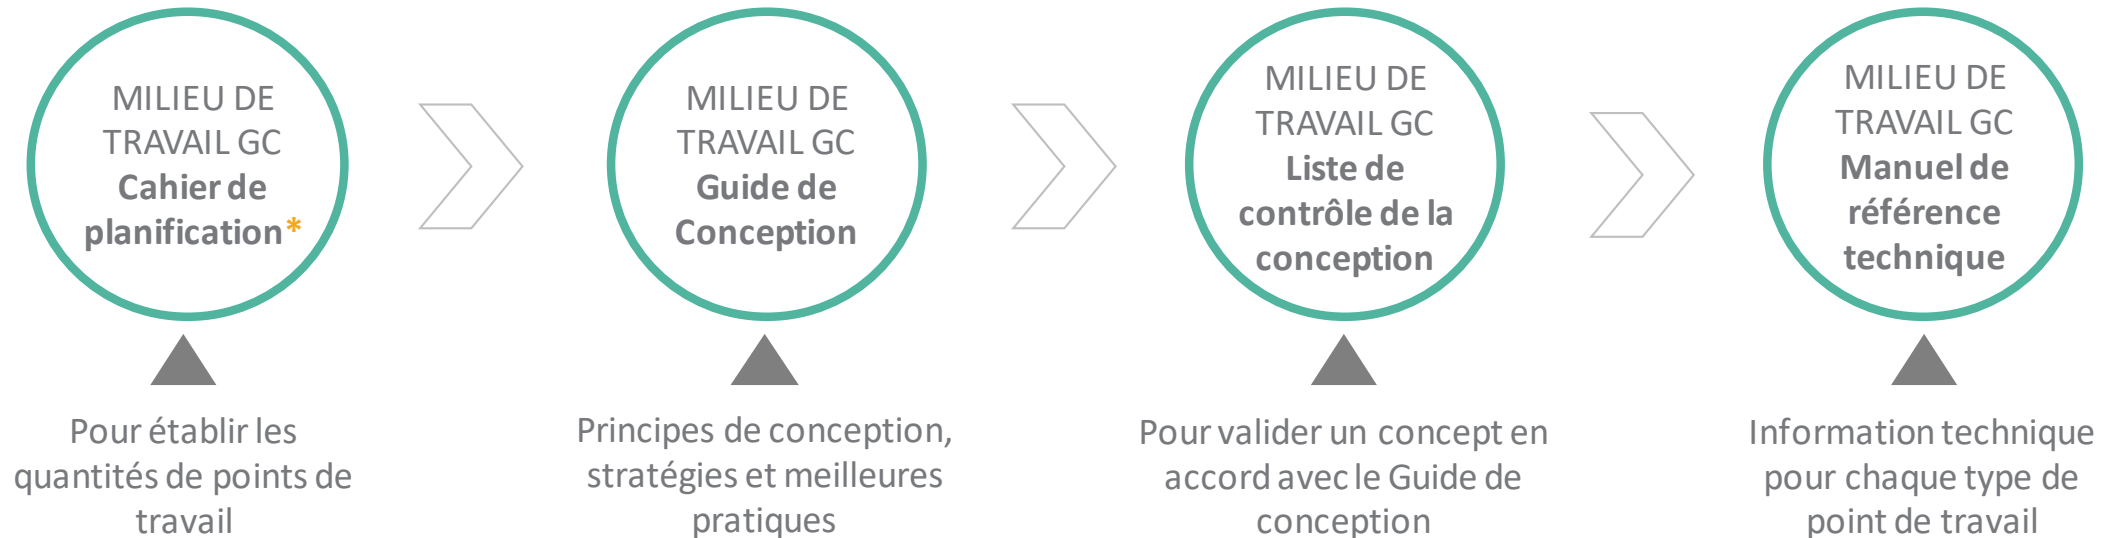 MILIEU DE
TRAVAIL GC
Cahier de
planification*
MILIEU DE
TRAVAIL GC
Guide de
Conception
MILIEU DE
TRAVAIL GC
Liste de
contrôle de la
conception
MILIEU DE
TRAVAIL GC
Manuel de
référence
technique
Pour établir les
quantités de points de
travail
Principes de conception,
stratégies et meilleures
pratiques
Pour valider un concept en
accord avec le Guide de
conception
Information technique
pour chaque type de
point de travail